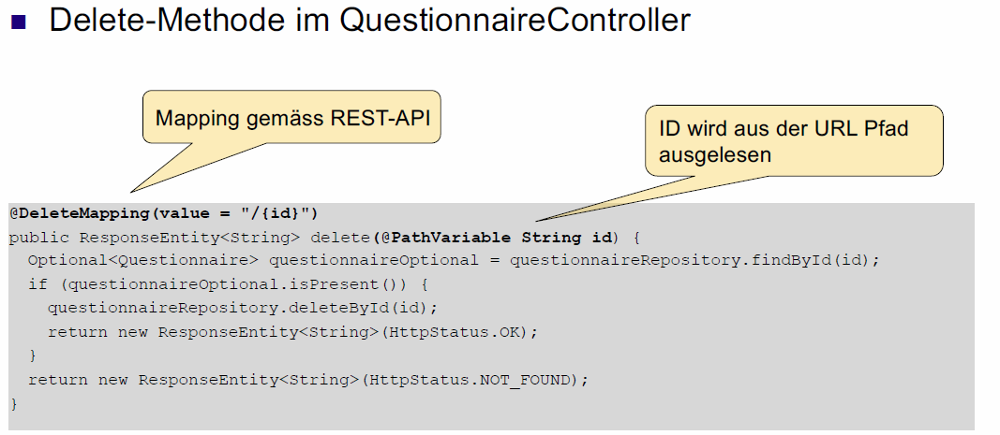 Delete-Methode im QuestionnaireController
Mapping gemäss REST-API
ID wird aus der URL Pfad
ausgelesen
@DeleteMapping(value = "/{id}")
public ResponseEntity<String> delete(@PathVariable String id) {
  Optional<Questionnaire> questionnaireOptional = questionnaireRepository.findById(id);
  if (questionnaireOptional.isPresent()) {
    questionnaireRepository.deleteById(id);
    return new ResponseEntity<String>(HttpStatus.OK);
  }
  return new ResponseEntity<String>(HttpStatus.NOT_FOUND);
}